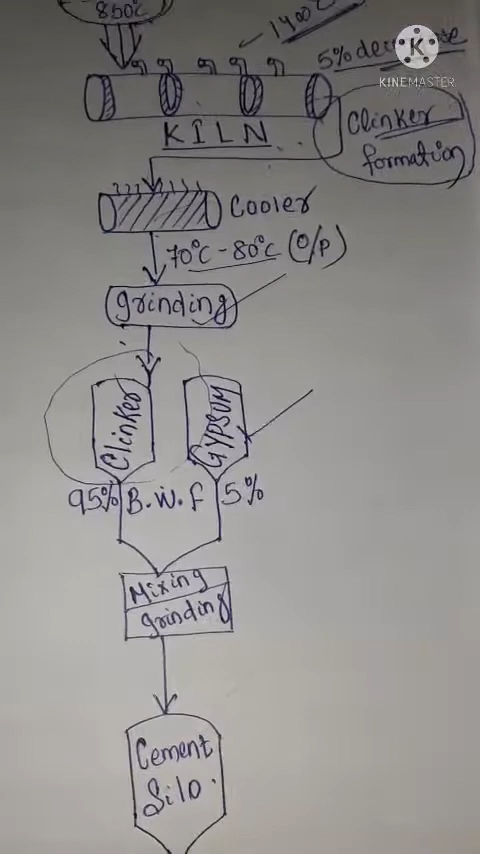 850°C
1400°C
5% decrease
KINEMASTER
KILN
Clinker
formation
Cooler
70°C-80°C (O/P)
grinding
Clinker
Gypsum
95% B.W.F 5%
Mixing
grinding
Cement
Silo.